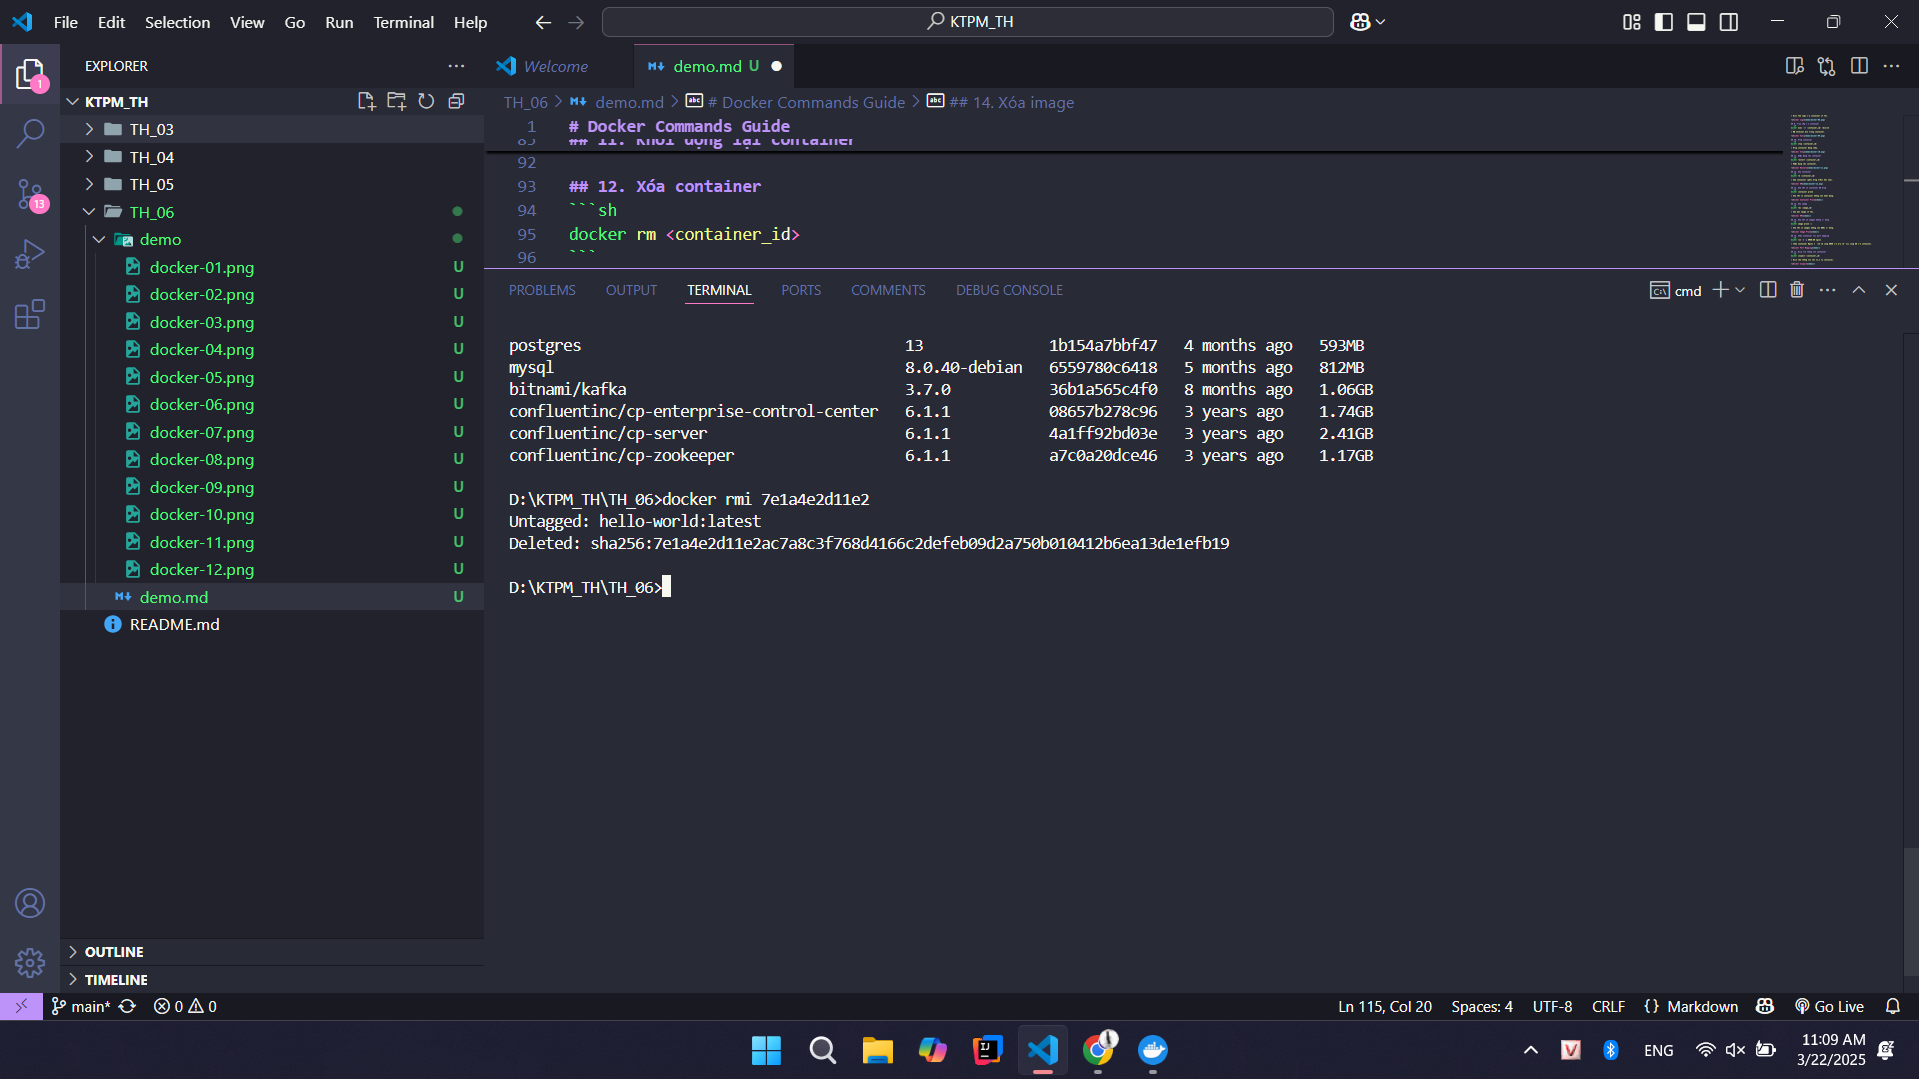 File Edit Selection View Go Run Terminal Help
KTPM_TH
EXPLORER
KTPM_TH
TH_03
TH_04
TH_05
TH_06
demo
docker-01.png U
docker-02.png U
docker-03.png U
docker-04.png U
docker-05.png U
docker-06.png U
docker-07.png U
docker-08.png U
docker-09.png U
docker-10.png U
docker-11.png U
docker-12.png U
demo.md U
README.md
OUTLINE
TIMELINE
1
13
Welcome
demo.md U
TH_06 > demo.md > # Docker Commands Guide > ## 14. Xóa image
1 # Docker Commands Guide
85 ## 11. Khởi động lại container
92
93 ## 12. Xóa container
94 ```sh
95 docker rm <container_id>
96 ```
PROBLEMS OUTPUT TERMINAL PORTS COMMENTS DEBUG CONSOLE
cmd
postgres 13 1b154a7bbf47 4 months ago 593MB
mysql 8.0.40-debian 6559780c6418 5 months ago 812MB
bitnami/kafka 3.7.0 36b1a565c4f0 8 months ago 1.06GB
confluentinc/cp-enterprise-control-center 6.1.1 08657b278c96 3 years ago 1.74GB
confluentinc/cp-server 6.1.1 4a1ff92bd03e 3 years ago 2.41GB
confluentinc/cp-zookeeper 6.1.1 a7c0a20dce46 3 years ago 1.17GB
D:\KTPM_TH\TH_06>docker rmi 7e1a4e2d11e2
Untagged: hello-world:latest
Deleted: sha256:7e1a4e2d11e2ac7a8c3f768d4166c2defeb09d2a750b010412b6ea13de1efb19
D:\KTPM_TH\TH_06>
main* 0 0
Ln 115, Col 20 Spaces: 4 UTF-8 CRLF {} Markdown Go Live
ENG
11:09 AM
3/22/2025